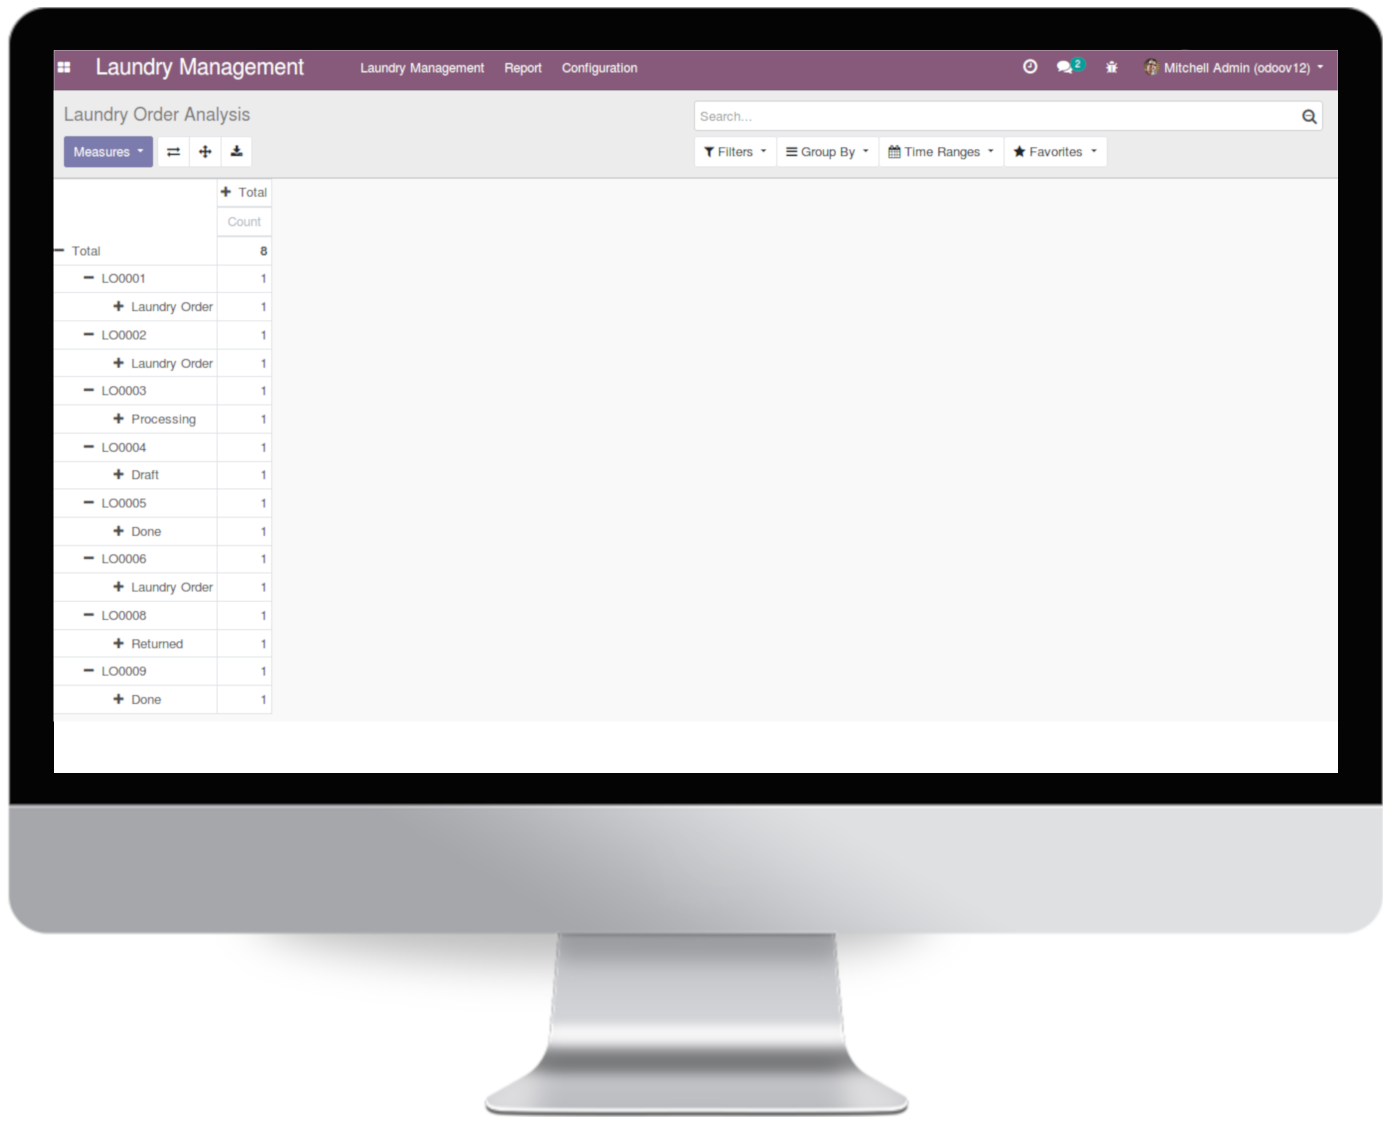 Laundry Management Laundry Management Report Configuration 2 Mitchell Admin (odoov12)
Laundry Order Analysis Search...
Measures Filters Group By Time Ranges Favorites
Total
Count
Total 8
LO0001 1
Laundry Order 1
LO0002 1
Laundry Order 1
LO0003 1
Processing 1
LO0004 1
Draft 1
LO0005 1
Done 1
LO0006 1
Laundry Order 1
LO0008 1
Returned 1
LO0009 1
Done 1